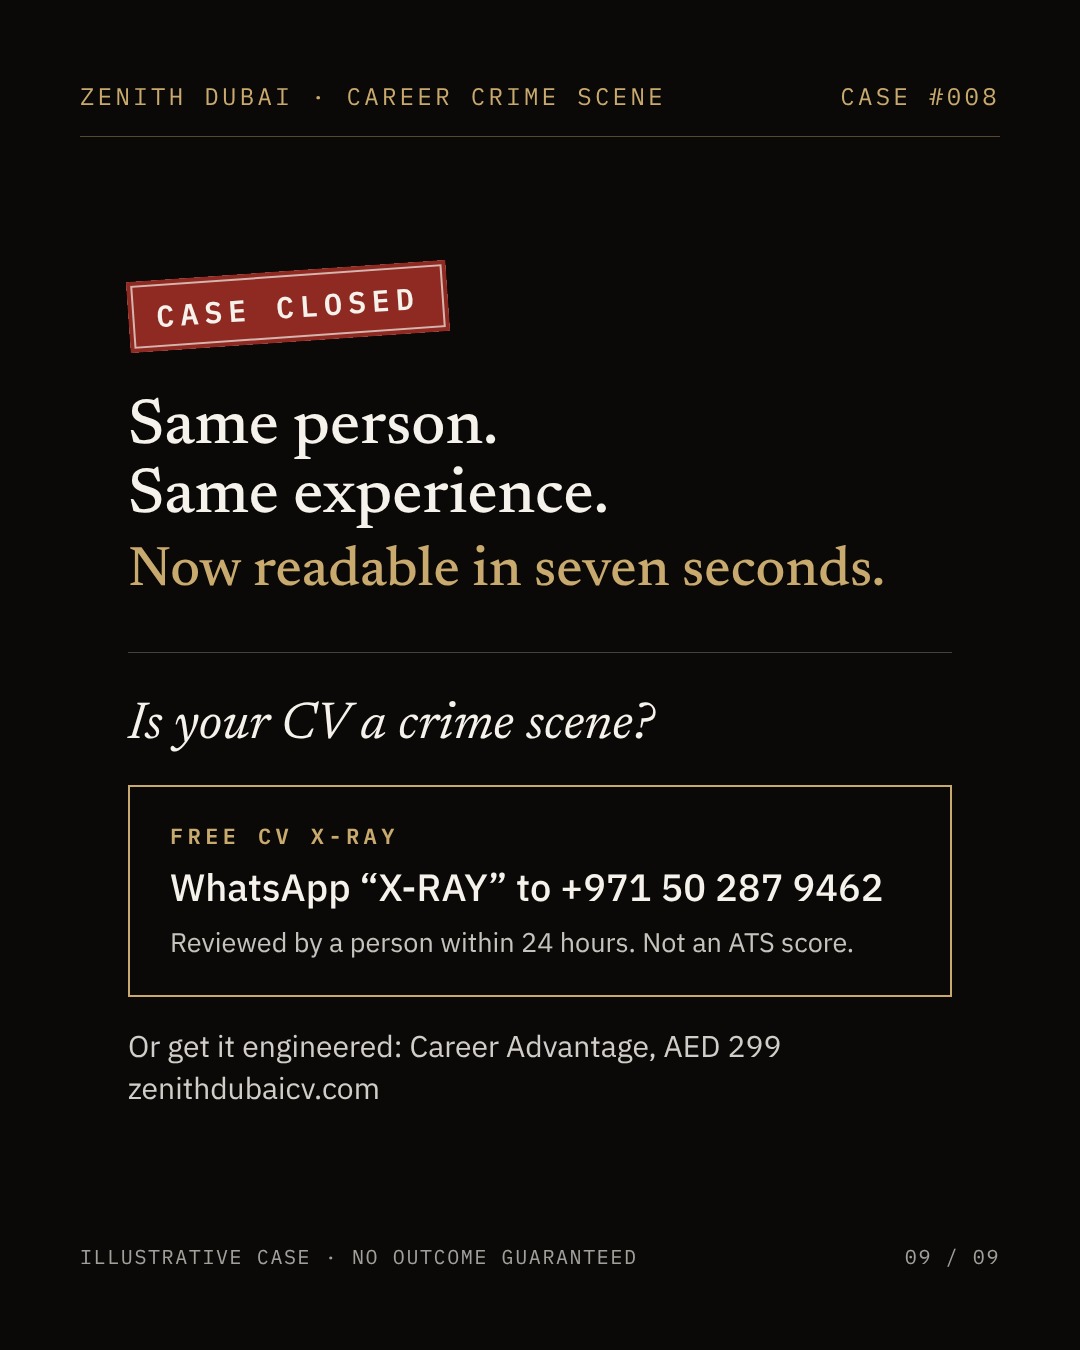 ZENITH DUBAI · CAREER CRIME SCENE
CASE #008
CASE CLOSED
Same person.
Same experience.
Now readable in seven seconds.
Is your CV a crime scene?
FREE CV X-RAY
WhatsApp “X-RAY” to +971 50 287 9462
Reviewed by a person within 24 hours. Not an ATS score.
Or get it engineered: Career Advantage, AED 299
zenithdubaicv.com
ILLUSTRATIVE CASE · NO OUTCOME GUARANTEED
09 / 09